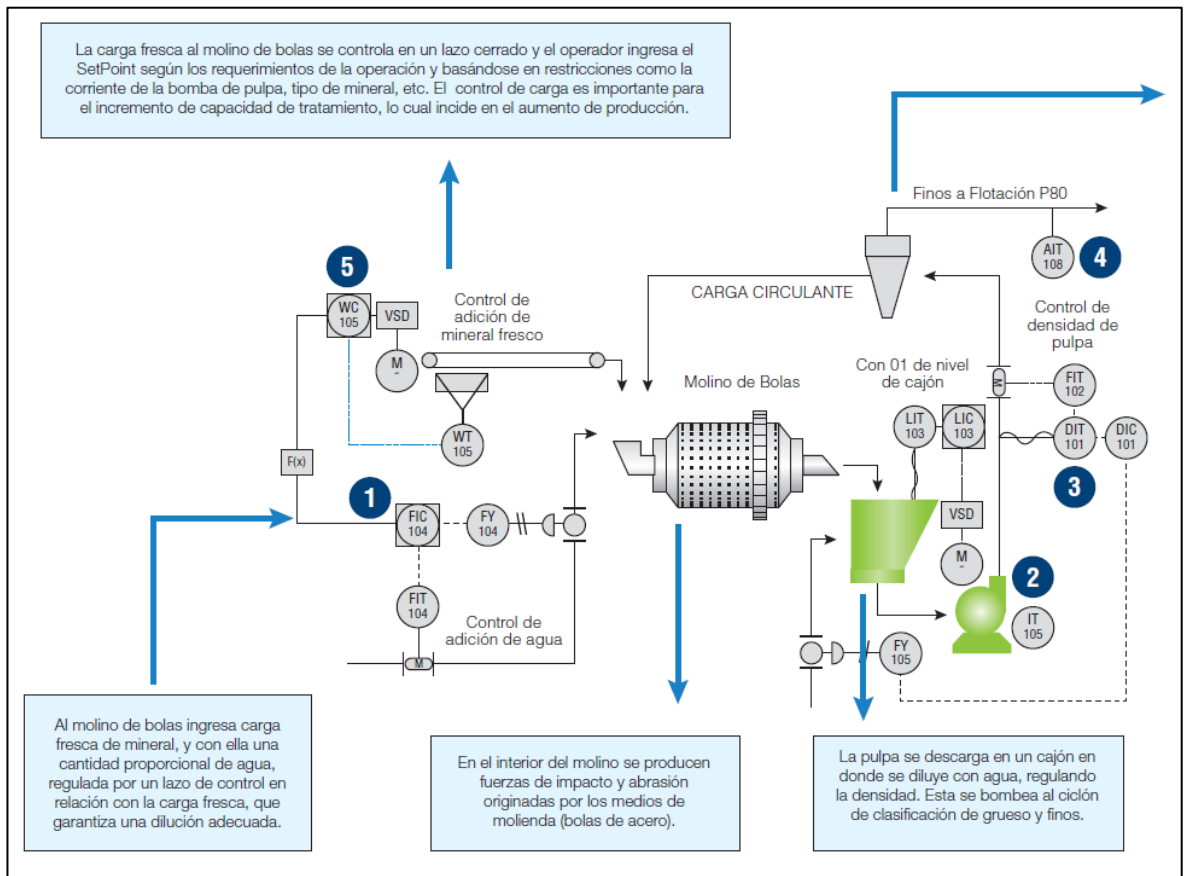 La carga fresca al molino de bolas se controla en un lazo cerrado y el operador ingresa el
SetPoint según los requerimientos de la operación y basándose en restricciones como la
corriente de la bomba de pulpa, tipo de mineral, etc. El control de carga es importante para
el incremento de capacidad de tratamiento, lo cual incide en el aumento de producción.
Finos a Flotación P80
AIT
108
4
5
WC
105
VSD
M
~
Control de
adición de
mineral fresco
CARGA CIRCULANTE
Control de
densidad de
pulpa
Molino de Bolas
Con 01 de nivel
de cajón
M
FIT
102
WT
105
LIT
103
LIC
103
DIT
101
DIC
101
F(x)
3
1
FIC
104
FY
104
VSD
M
~
2
FIT
104
IT
105
Control de
adición de agua
M
FY
105
Al molino de bolas ingresa carga
fresca de mineral, y con ella una
cantidad proporcional de agua,
regulada por un lazo de control en
relación con la carga fresca, que
garantiza una dilución adecuada.
En el interior del molino se producen
fuerzas de impacto y abrasión
originadas por los medios de
molienda (bolas de acero).
La pulpa se descarga en un cajón en
donde se diluye con agua, regulando
la densidad. Esta se bombea al ciclón
de clasificación de grueso y finos.